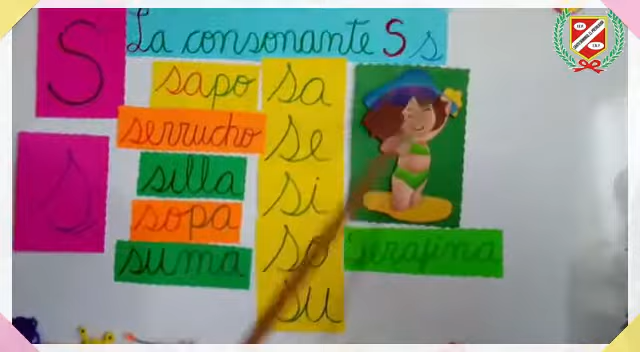 S
La consonante S s
sapo
serrucho
silla
sopa
suma
sa
se
si
so
su
s
serafina